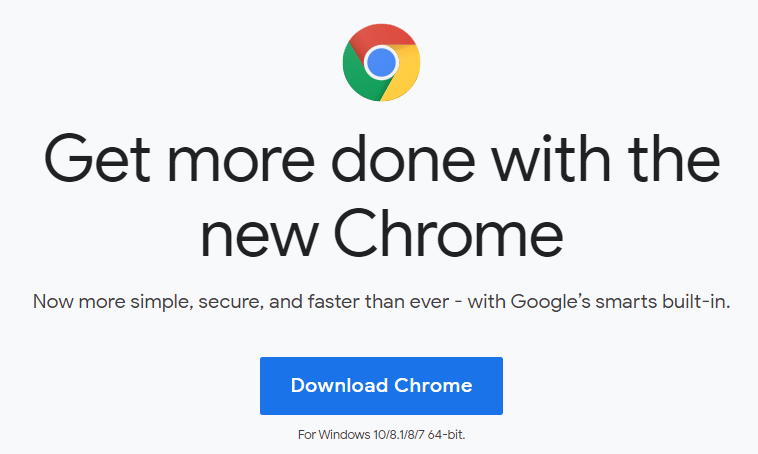 Get more done with the
new Chrome
Now more simple, secure, and faster than ever - with Google’s smarts built-in.
Download Chrome
For Windows 10/8.1/8/7 64-bit.